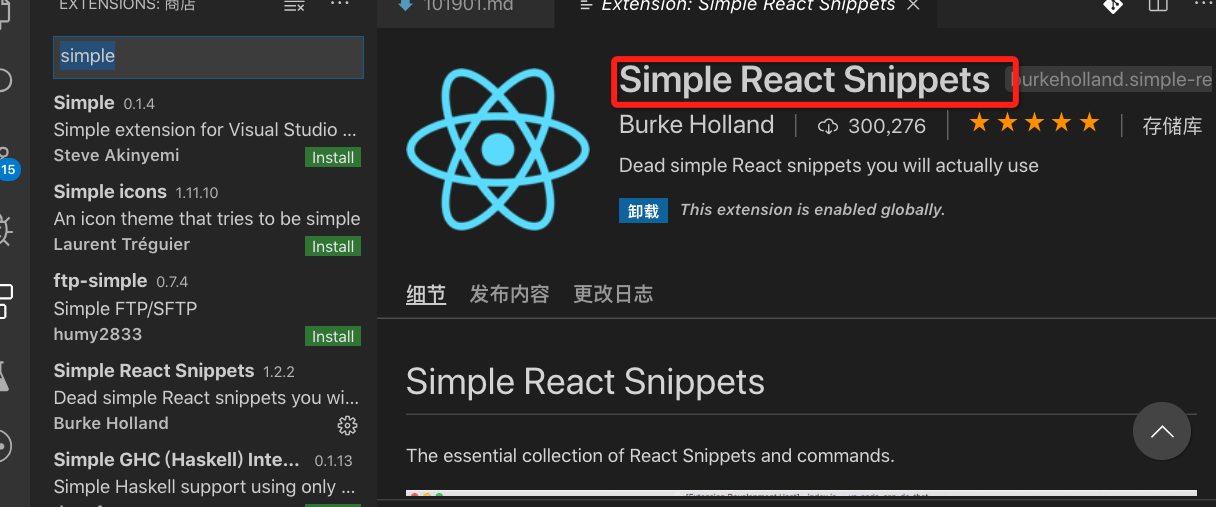 EXTENSIONS: 商店
simple
Simple 0.1.4
Simple extension for Visual Studio ...
Steve Akinyemi
Install
Simple icons 1.11.10
An icon theme that tries to be simple
Laurent Tréguier
Install
ftp-simple 0.7.4
Simple FTP/SFTP
humy2833
Install
Simple React Snippets 1.2.2
Dead simple React snippets you wi...
Burke Holland
Simple GHC (Haskell) Inte... 0.1.13
Simple Haskell support using only ...
15
101901.md
Extension: Simple React Snippets
Simple React Snippets burkeholland.simple-re
Burke Holland 300,276 存储库
Dead simple React snippets you will actually use
卸载 This extension is enabled globally.
细节 发布内容 更改日志
Simple React Snippets
The essential collection of React Snippets and commands.